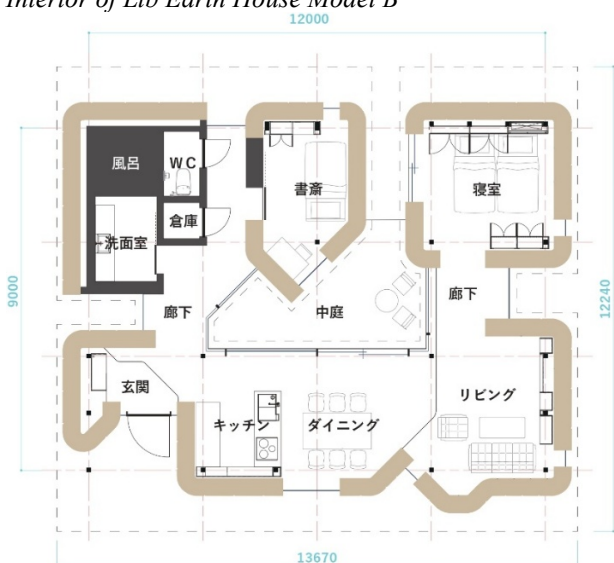 Interior of Lib Earth House Model B
12000
風呂
WC
書斎
寝室
倉庫
洗面室
9000
12240
廊下
中庭
廊下
玄関
リビング
キッチン
ダイニング
13670